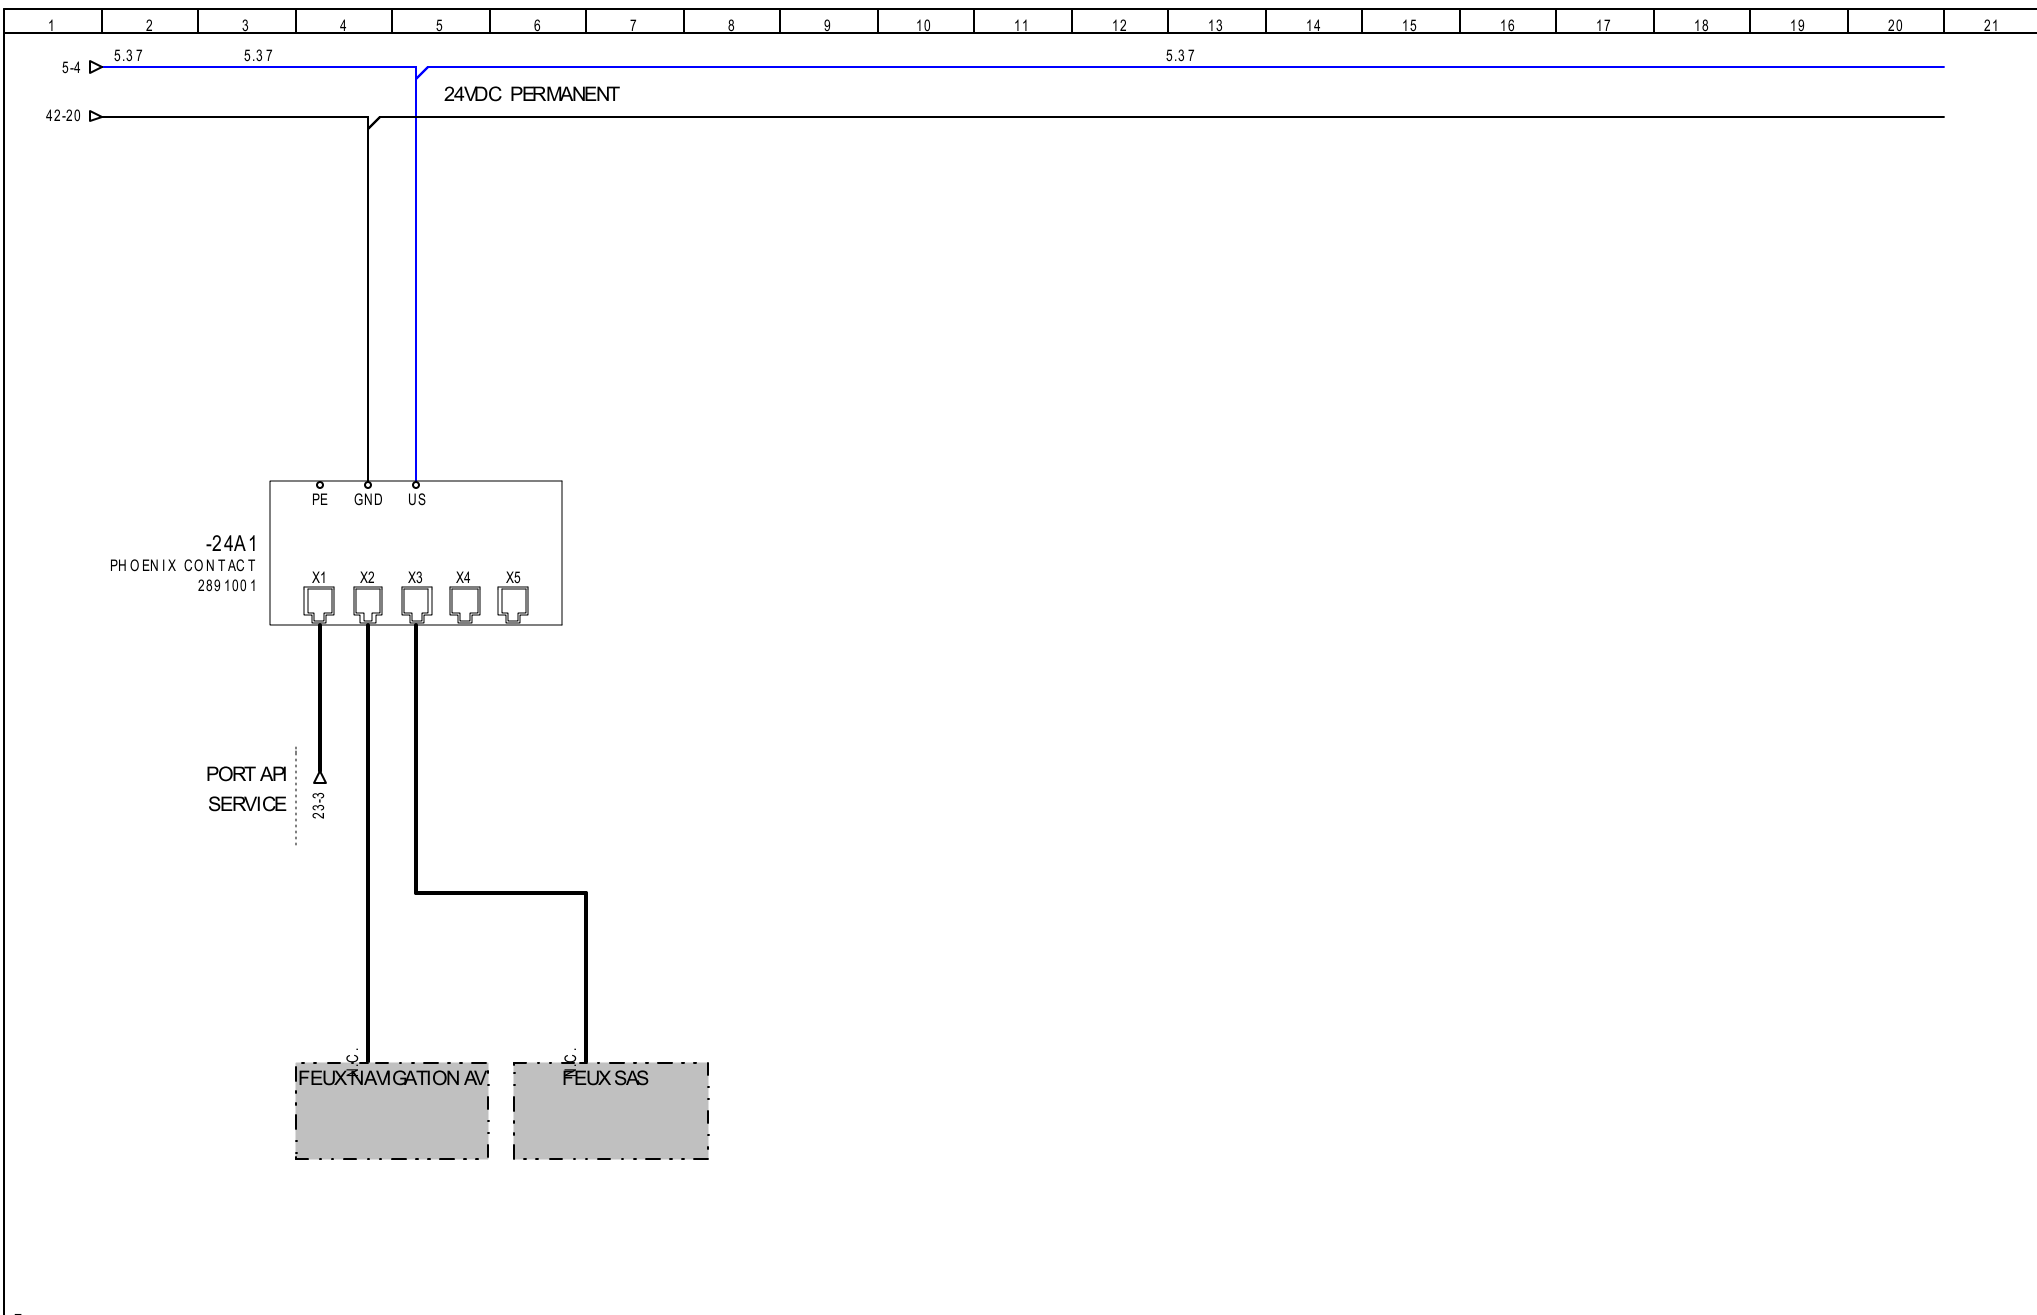 1 2 3 4 5 6 7 8 9 10 11 12 13 14 15 16 17 18 19 20 21
5.37 5.37 5.37
5-4
24VDC PERMANENT
42-20
PE GND US
-24A1
PHOENIX CONTACT
2891001
X1 X2 X3 X4 X5
PORT API
SERVICE
23-3
N.C. N.C.
FEUX NAVIGATION AV FEUX SAS